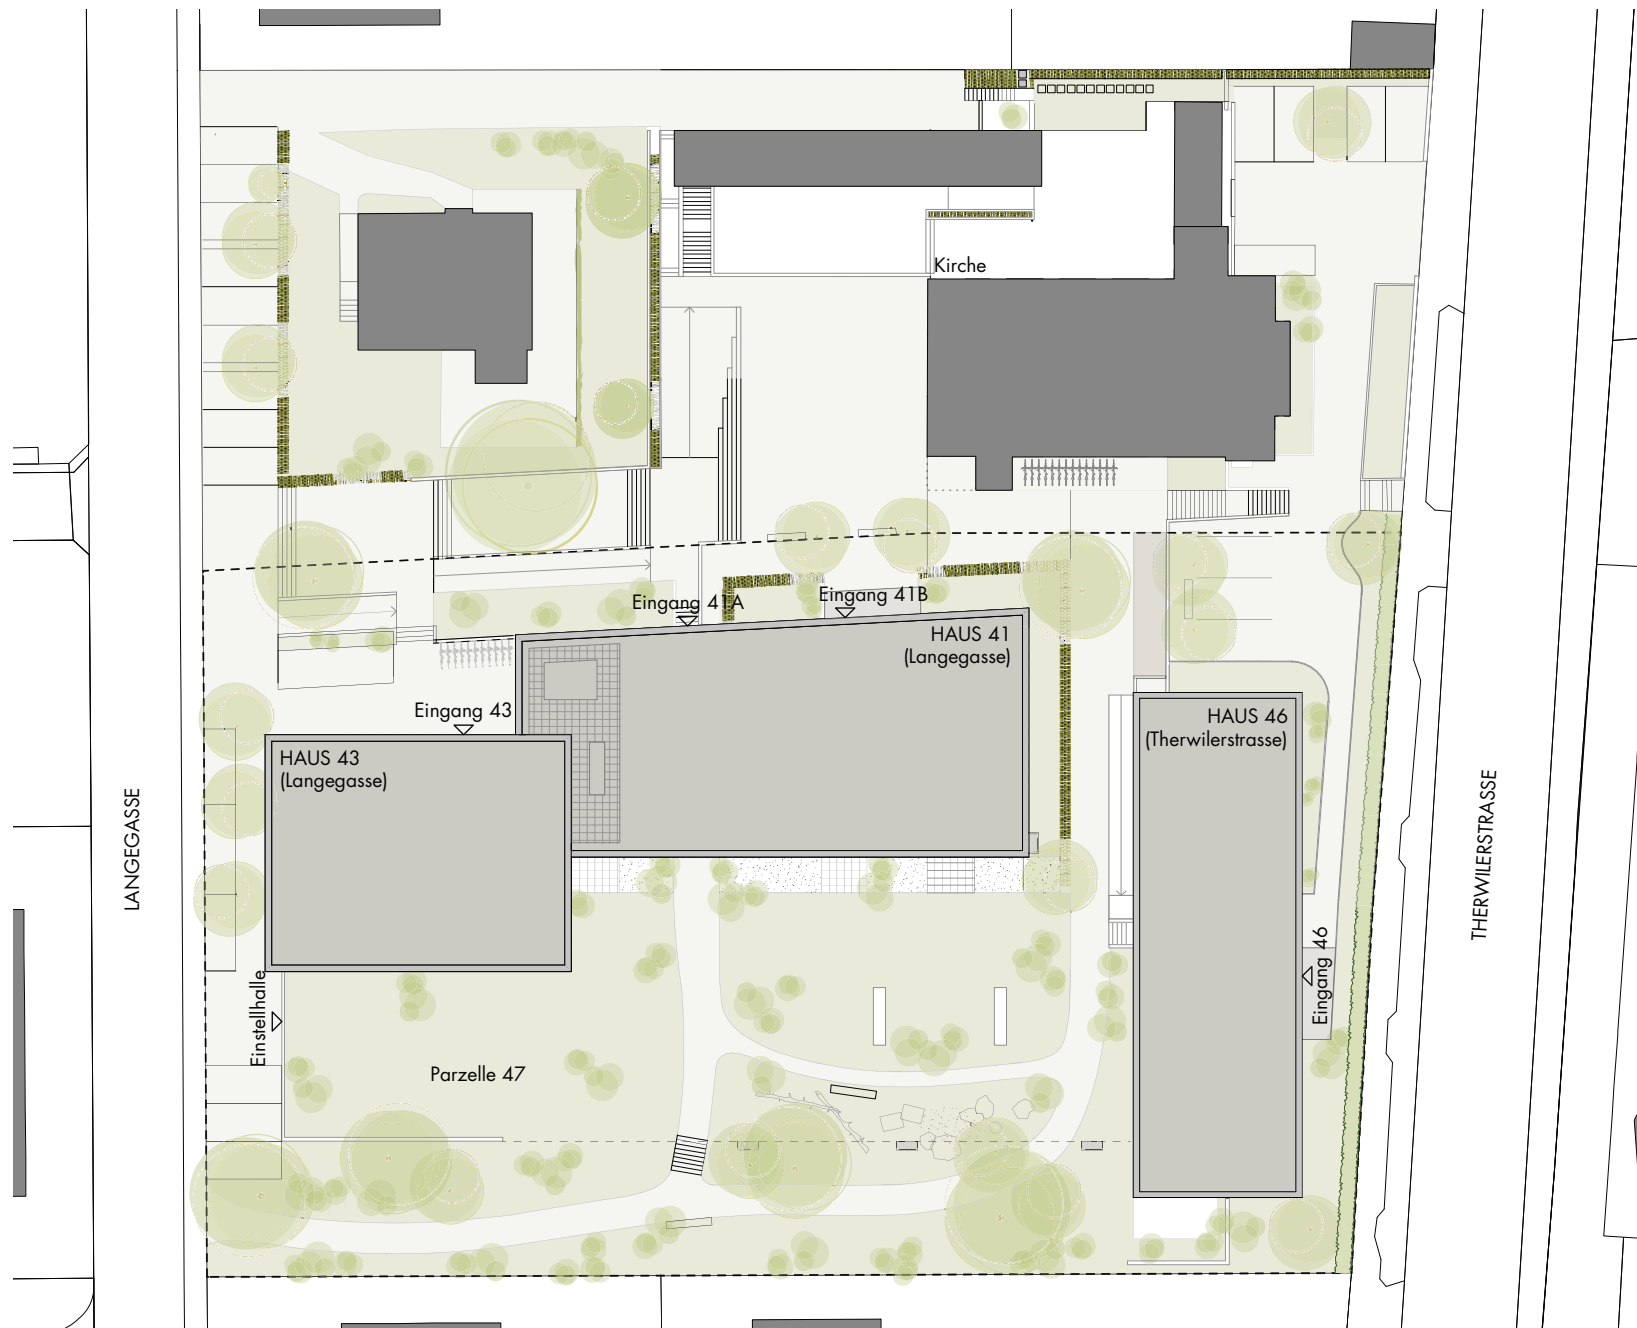 Kirche
Eingang 41A
Eingang 41B
HAUS 41
(Langegasse)
Eingang 43
HAUS 46
(Therwilerstrasse)
HAUS 43
(Langegasse)
LANGEGASSE
THERWILERSTRASSE
Eingang 46
Einstellhalle
Parzelle 47